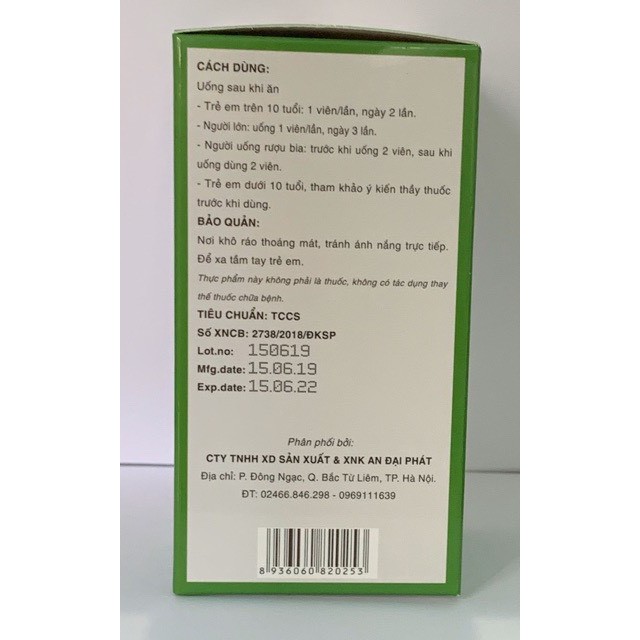 CÁCH DÙNG:
Uống sau khi ăn
- Trẻ em trên 10 tuổi: 1 viên/lần, ngày 2 lần.
- Người lớn: uống 1 viên/lần, ngày 3 lần.
- Người uống rượu bia: trước khi uống 2 viên, sau khi
uống dùng 2 viên.
- Trẻ em dưới 10 tuổi, tham khảo ý kiến thầy thuốc
trước khi dùng.
BẢO QUẢN:
Nơi khô ráo thoáng mát, tránh ánh nắng trực tiếp.
Để xa tầm tay trẻ em.
Thực phẩm này không phải là thuốc, không có tác dụng thay
thế thuốc chữa bệnh.
TIÊU CHUẨN: TCCS
Số XNCB: 2738/2018/ĐKSP
Lot.no: 150619
Mfg.date: 15.06.19
Exp.date: 15.06.22
Phân phối bởi:
CTY TNHH XD SẢN XUẤT & XNK AN ĐẠI PHÁT
Địa chỉ: P. Đông Ngạc, Q. Bắc Từ Liêm, TP. Hà Nội.
ĐT: 02466.846.298 - 0969111639
8 936060 820253